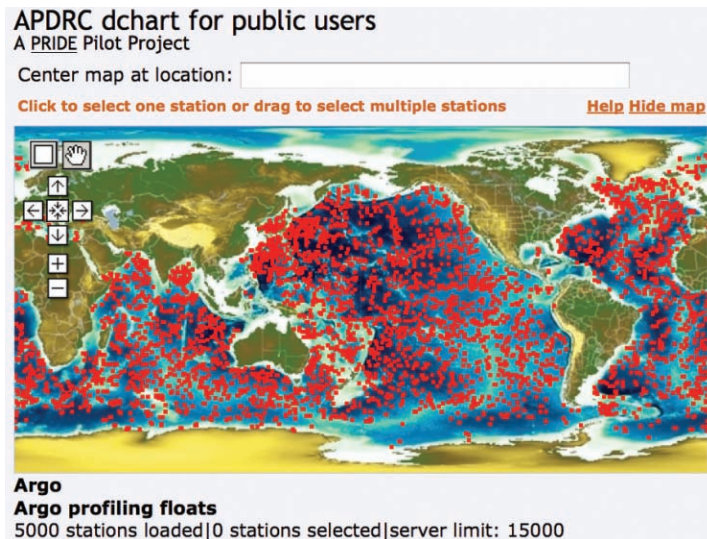 APDRC dchart for public users
A PRIDE Pilot Project
Center map at location:
Click to select one station or drag to select multiple stations Help Hide map
Argo
Argo profiling floats
5000 stations loaded|0 stations selected|server limit: 15000